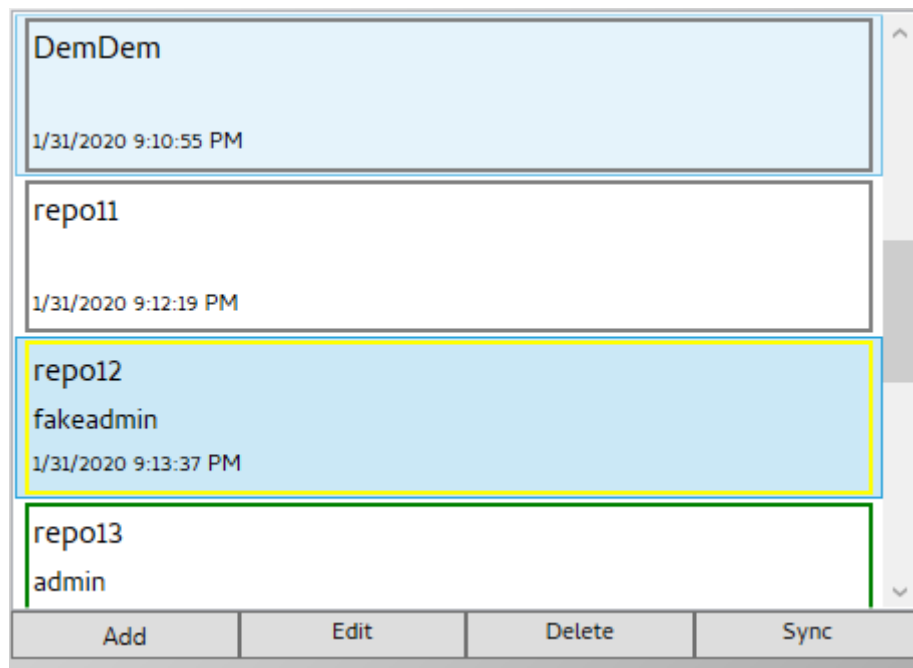 DemDem
1/31/2020 9:10:55 PM
repo11
1/31/2020 9:12:19 PM
repo12
fakeadmin
1/31/2020 9:13:37 PM
repo13
admin
Add Edit Delete Sync